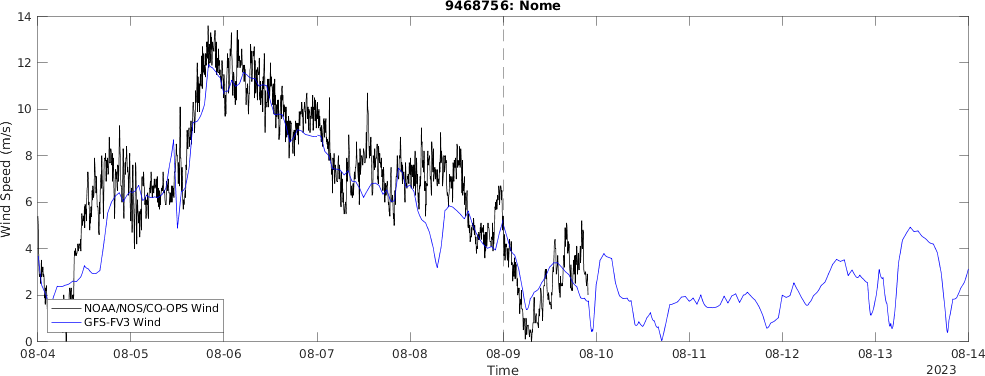 9468756: Nome
Wind Speed (m/s)
14
12
10
8
6
4
2
0
NOAA/NOS/CO-OPS Wind
GFS-FV3 Wind
08-04 08-05 08-06 08-07 08-08 08-09 08-10 08-11 08-12 08-13 08-14
Time
2023